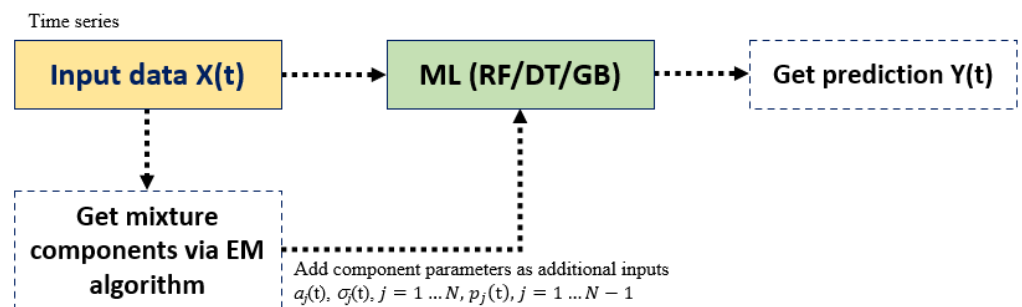 Time series
Input data X(t)
ML (RF/DT/GB)
Get prediction Y(t)
Get mixture
components via EM
algorithm
Add component parameters as additional inputs
aⱼ(t), σⱼ(t), j = 1 … N, pⱼ(t), j = 1 … N − 1